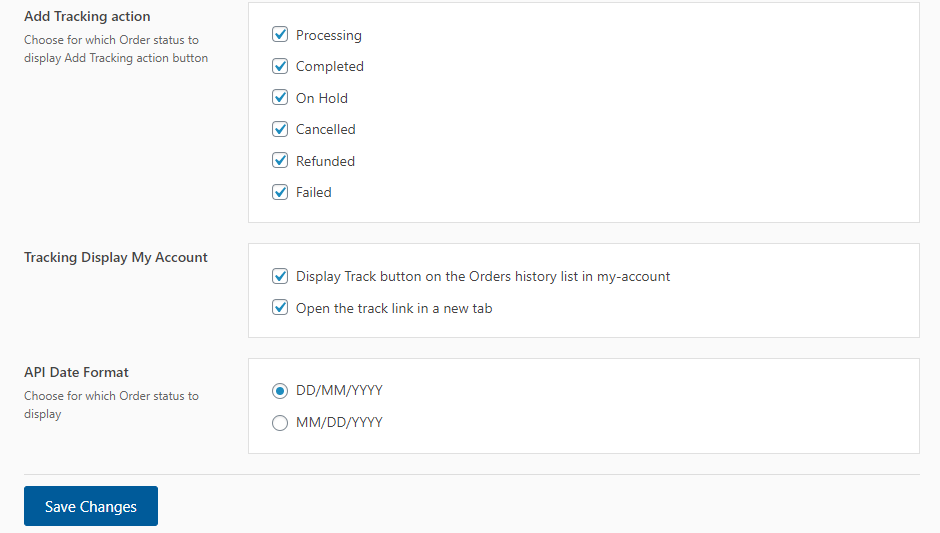 Add Tracking action
Choose for which Order status to
display Add Tracking action button
Processing
Completed
On Hold
Cancelled
Refunded
Failed
Tracking Display My Account
Display Track button on the Orders history list in my-account
Open the track link in a new tab
API Date Format
Choose for which Order status to
display
DD/MM/YYYY
MM/DD/YYYY
Save Changes